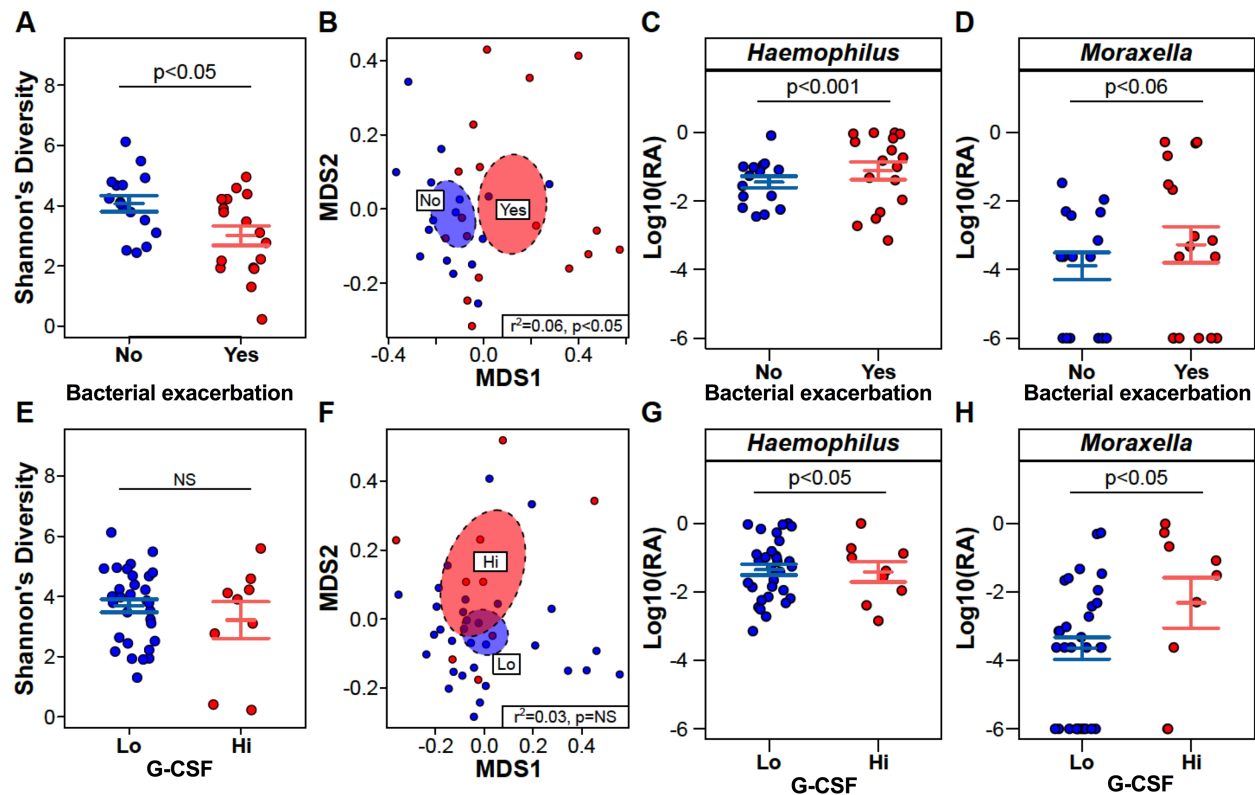 A
Shannon's Diversity
8
6
4
2
0
p<0.05
No Yes
Bacterial exacerbation
B
MDS2
0.4
0.2
0.0
-0.2
No
Yes
r²=0.06, p<0.05
-0.4 0.0 0.4
MDS1
C
Haemophilus
Log10(RA)
p<0.001
0
-2
-4
-6
No Yes
Bacterial exacerbation
D
Moraxella
Log10(RA)
p<0.06
0
-2
-4
-6
No Yes
Bacterial exacerbation
E
Shannon's Diversity
8
6
4
2
0
NS
Lo Hi
G-CSF
F
MDS2
0.4
0.2
0.0
-0.2
Hi
Lo
r²=0.03, p=NS
-0.2 0.0 0.2 0.4
MDS1
G
Haemophilus
Log10(RA)
p<0.05
0
-2
-4
-6
Lo Hi
G-CSF
H
Moraxella
Log10(RA)
p<0.05
0
-2
-4
-6
Lo Hi
G-CSF